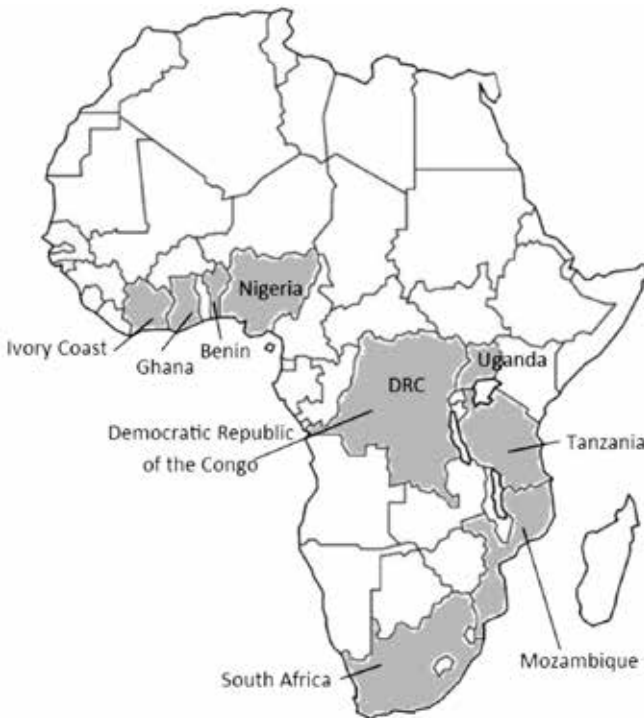 Nigeria
Ivory Coast
Ghana
Benin
Uganda
DRC
Democratic Republic
of the Congo
Tanzania
Mozambique
South Africa